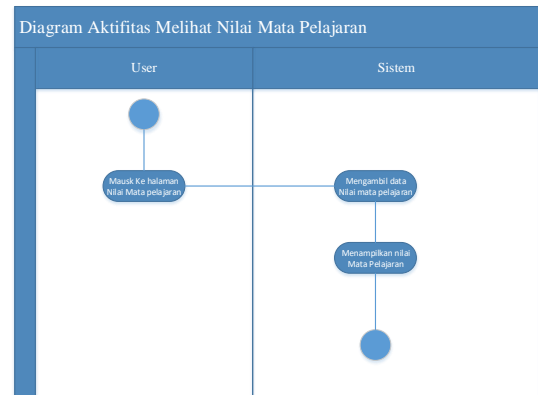 Diagram Aktifitas Melihat Nilai Mata Pelajaran
User
Sistem
Mausk Ke halaman
Nilai Mata pelajaran
Mengambil data
Nilai mata pelajaran
Menampilkan nilai
Mata Pelajaran